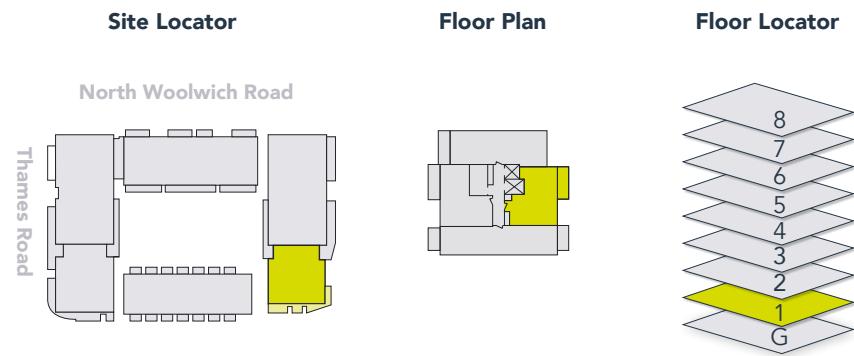 Site Locator
Floor Plan
Floor Locator
North Woolwich Road
Thames Road
8
7
6
5
4
3
2
1
G